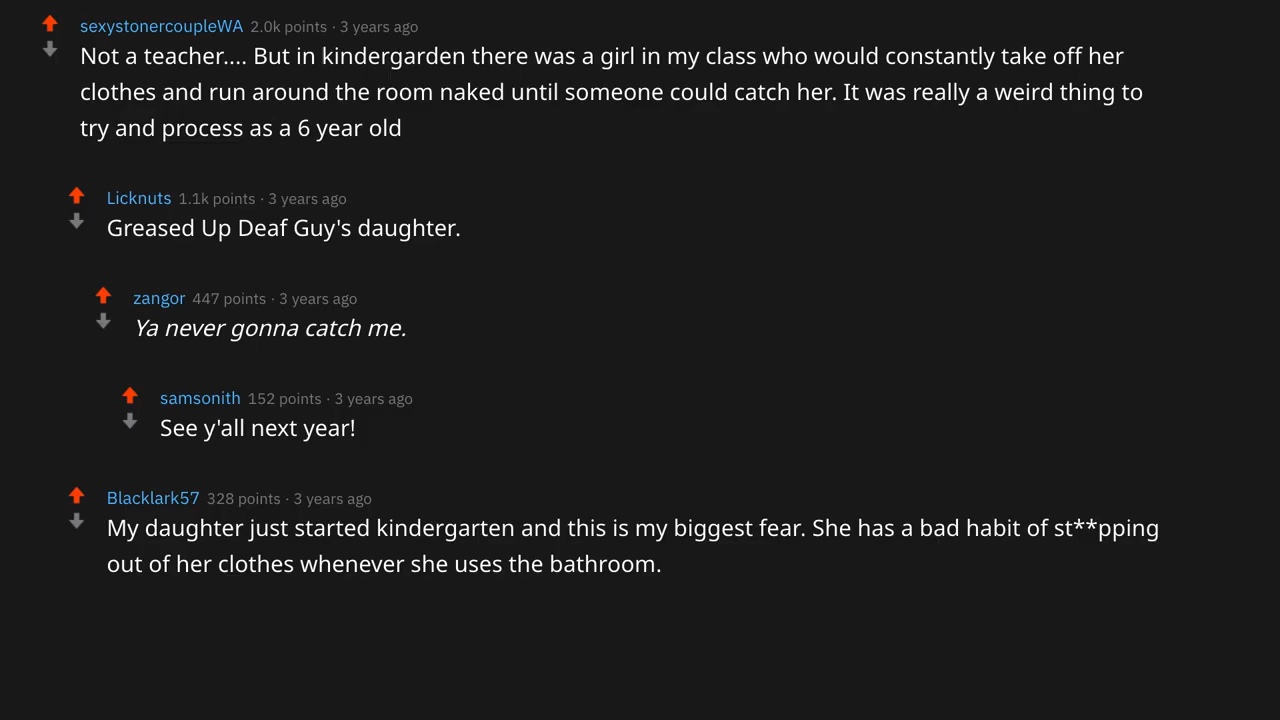 sexystonercoupleWA 2.0k points · 3 years ago
Not a teacher.... But in kindergarden there was a girl in my class who would constantly take off her
clothes and run around the room naked until someone could catch her. It was really a weird thing to
try and process as a 6 year old
Licknuts 1.1k points · 3 years ago
Greased Up Deaf Guy's daughter.
zangor 447 points · 3 years ago
Ya never gonna catch me.
samsonith 152 points · 3 years ago
See y'all next year!
Blacklark57 328 points · 3 years ago
My daughter just started kindergarten and this is my biggest fear. She has a bad habit of st**pping
out of her clothes whenever she uses the bathroom.